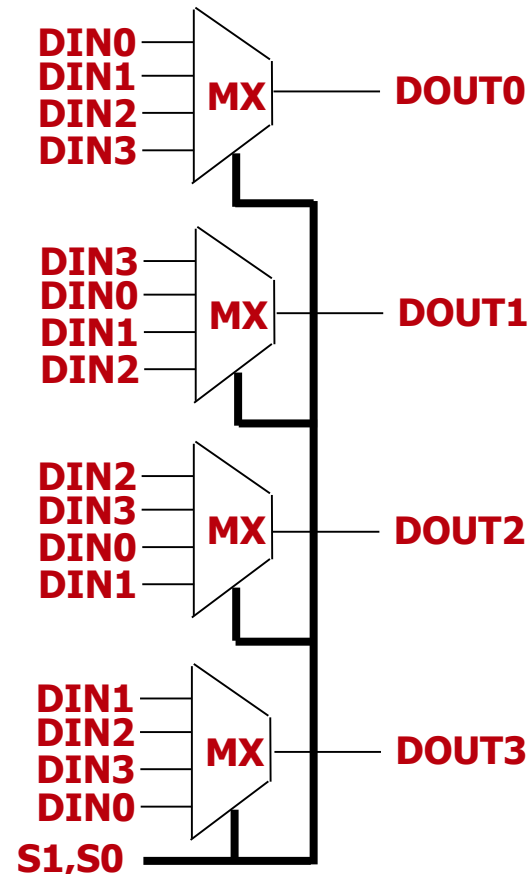 DIN0
DIN1
DIN2
DIN3
MX
DOUT0
DIN3
DIN0
DIN1
DIN2
MX
DOUT1
DIN2
DIN3
DIN0
DIN1
MX
DOUT2
DIN1
DIN2
DIN3
DIN0
MX
DOUT3
S1,S0